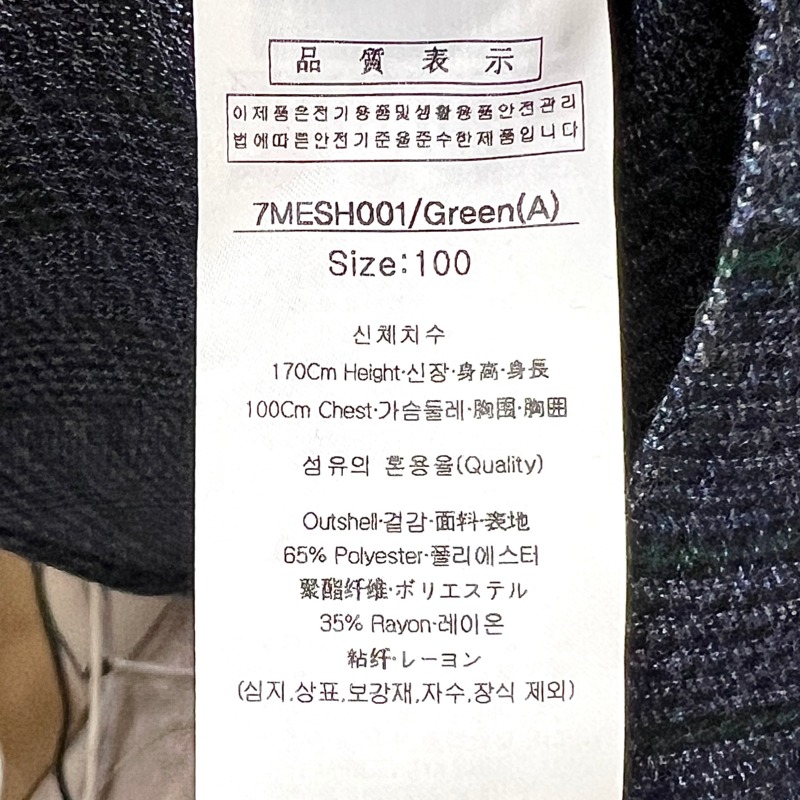 品 質 表 示
이제품은전기용품및생활용품안전관리
법에따른안전기준을준수한제품입니다
7MESH001/Green(A)
Size:100
신체치수
170Cm Height·신장·身高·身長
100Cm Chest·가슴둘레·胸围·胸囲
섬유의 혼용율(Quality)
Outshell·겉감·面料·表地
65% Polyester·폴리에스터
聚酯纤维·ポリエステル
35% Rayon·레이온
粘纤·レーヨン
(심지,상표,보강재,자수,장식 제외)